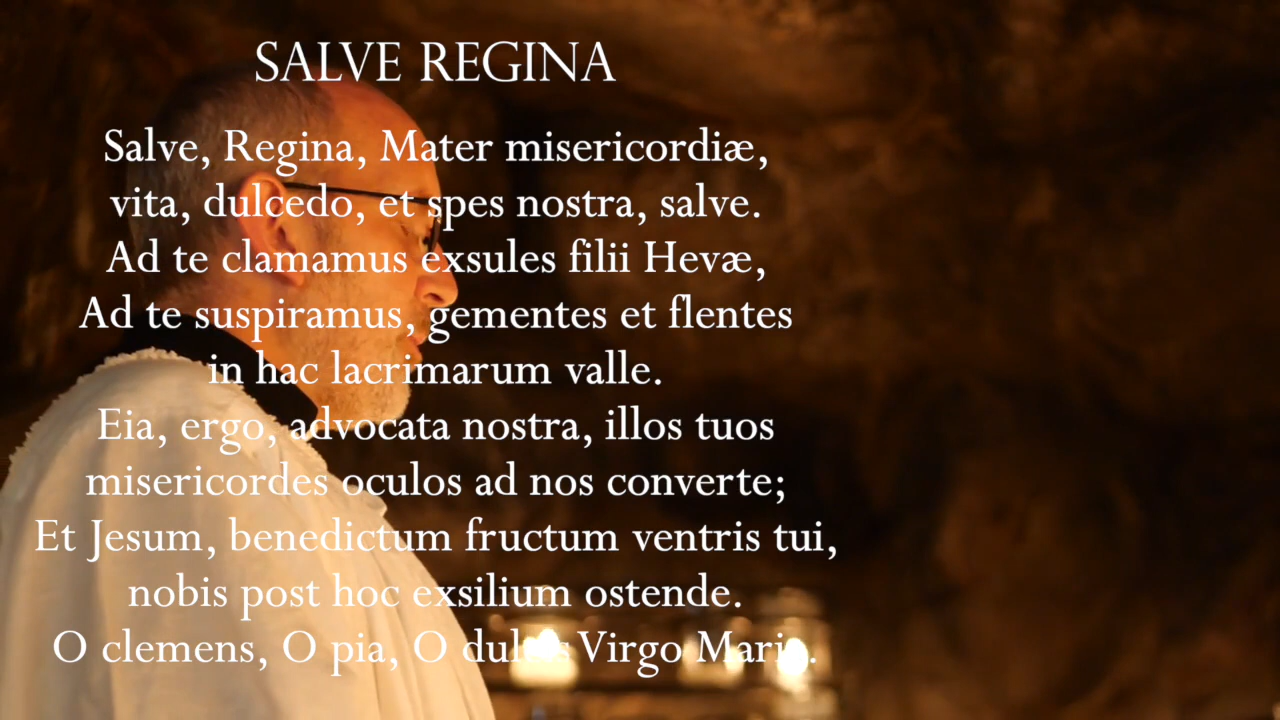 SALVE REGINA
Salve, Regina, Mater misericordiæ,
vita, dulcedo, et spes nostra, salve.
Ad te clamamus exsules filii Hevæ,
Ad te suspiramus, gementes et flentes
in hac lacrimarum valle.
Eia, ergo, advocata nostra, illos tuos
misericordes oculos ad nos converte;
Et Jesum, benedictum fructum ventris tui,
nobis post hoc exsilium ostende.
O clemens, O pia, O dulcis Virgo Maria.